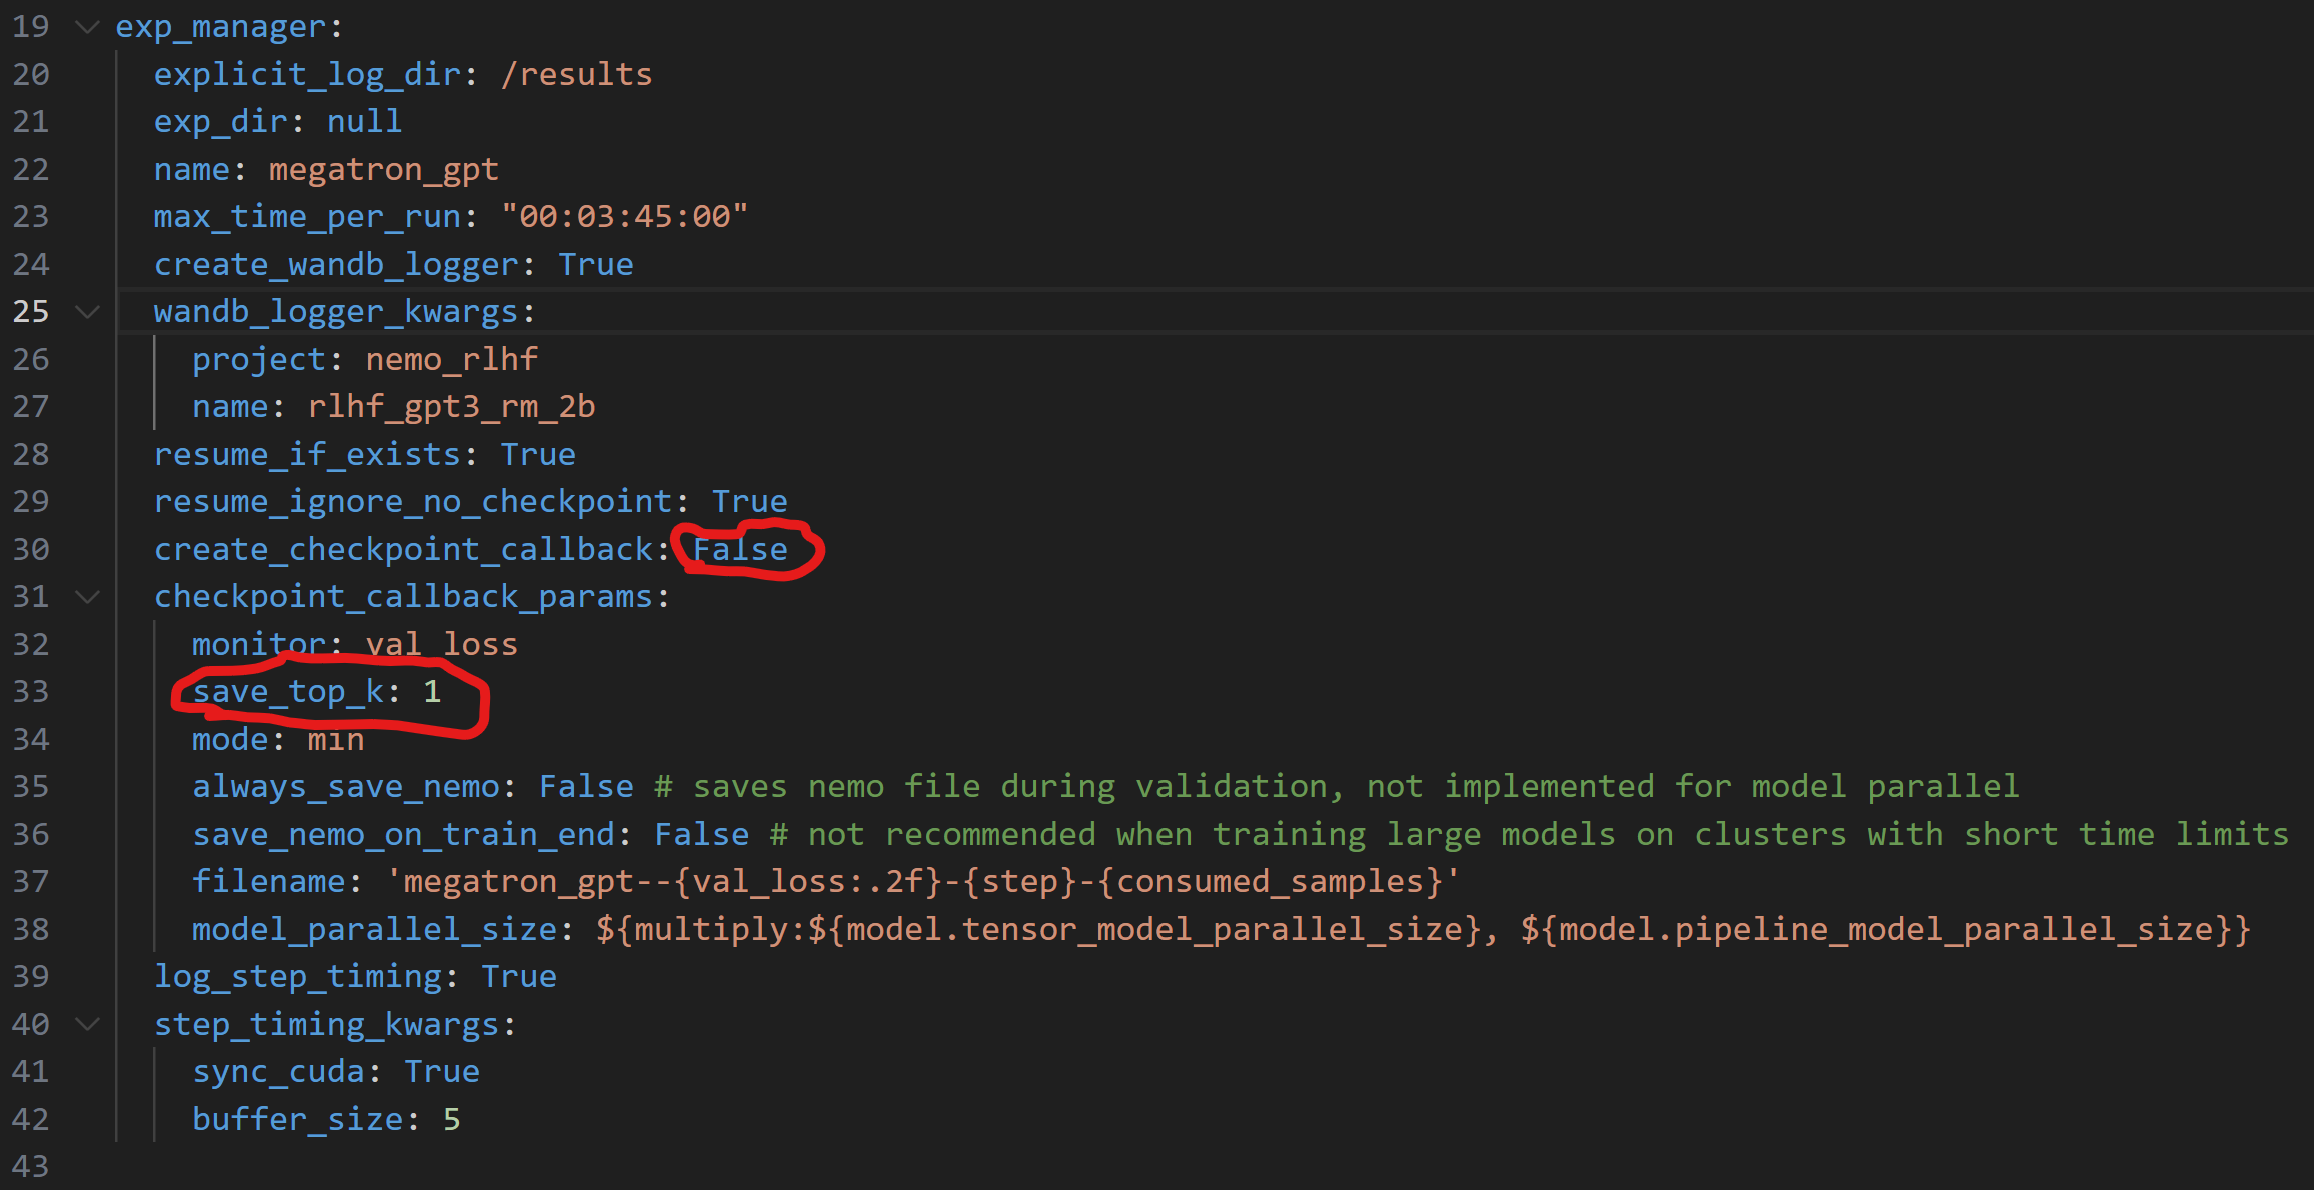 19 exp_manager:
20 explicit_log_dir: /results
21 exp_dir: null
22 name: megatron_gpt
23 max_time_per_run: "00:03:45:00"
24 create_wandb_logger: True
25 wandb_logger_kwargs:
26 project: nemo_rlhf
27 name: rlhf_gpt3_rm_2b
28 resume_if_exists: True
29 resume_ignore_no_checkpoint: True
30 create_checkpoint_callback: False
31 checkpoint_callback_params:
32 monitor: val_loss
33 save_top_k: 1
34 mode: min
35 always_save_nemo: False # saves nemo file during validation, not implemented for model parallel
36 save_nemo_on_train_end: False # not recommended when training large models on clusters with short time limits
37 filename: 'megatron_gpt--{val_loss:.2f}-{step}-{consumed_samples}'
38 model_parallel_size: ${multiply:${model.tensor_model_parallel_size}, ${model.pipeline_model_parallel_size}}
39 log_step_timing: True
40 step_timing_kwargs:
41 sync_cuda: True
42 buffer_size: 5
43